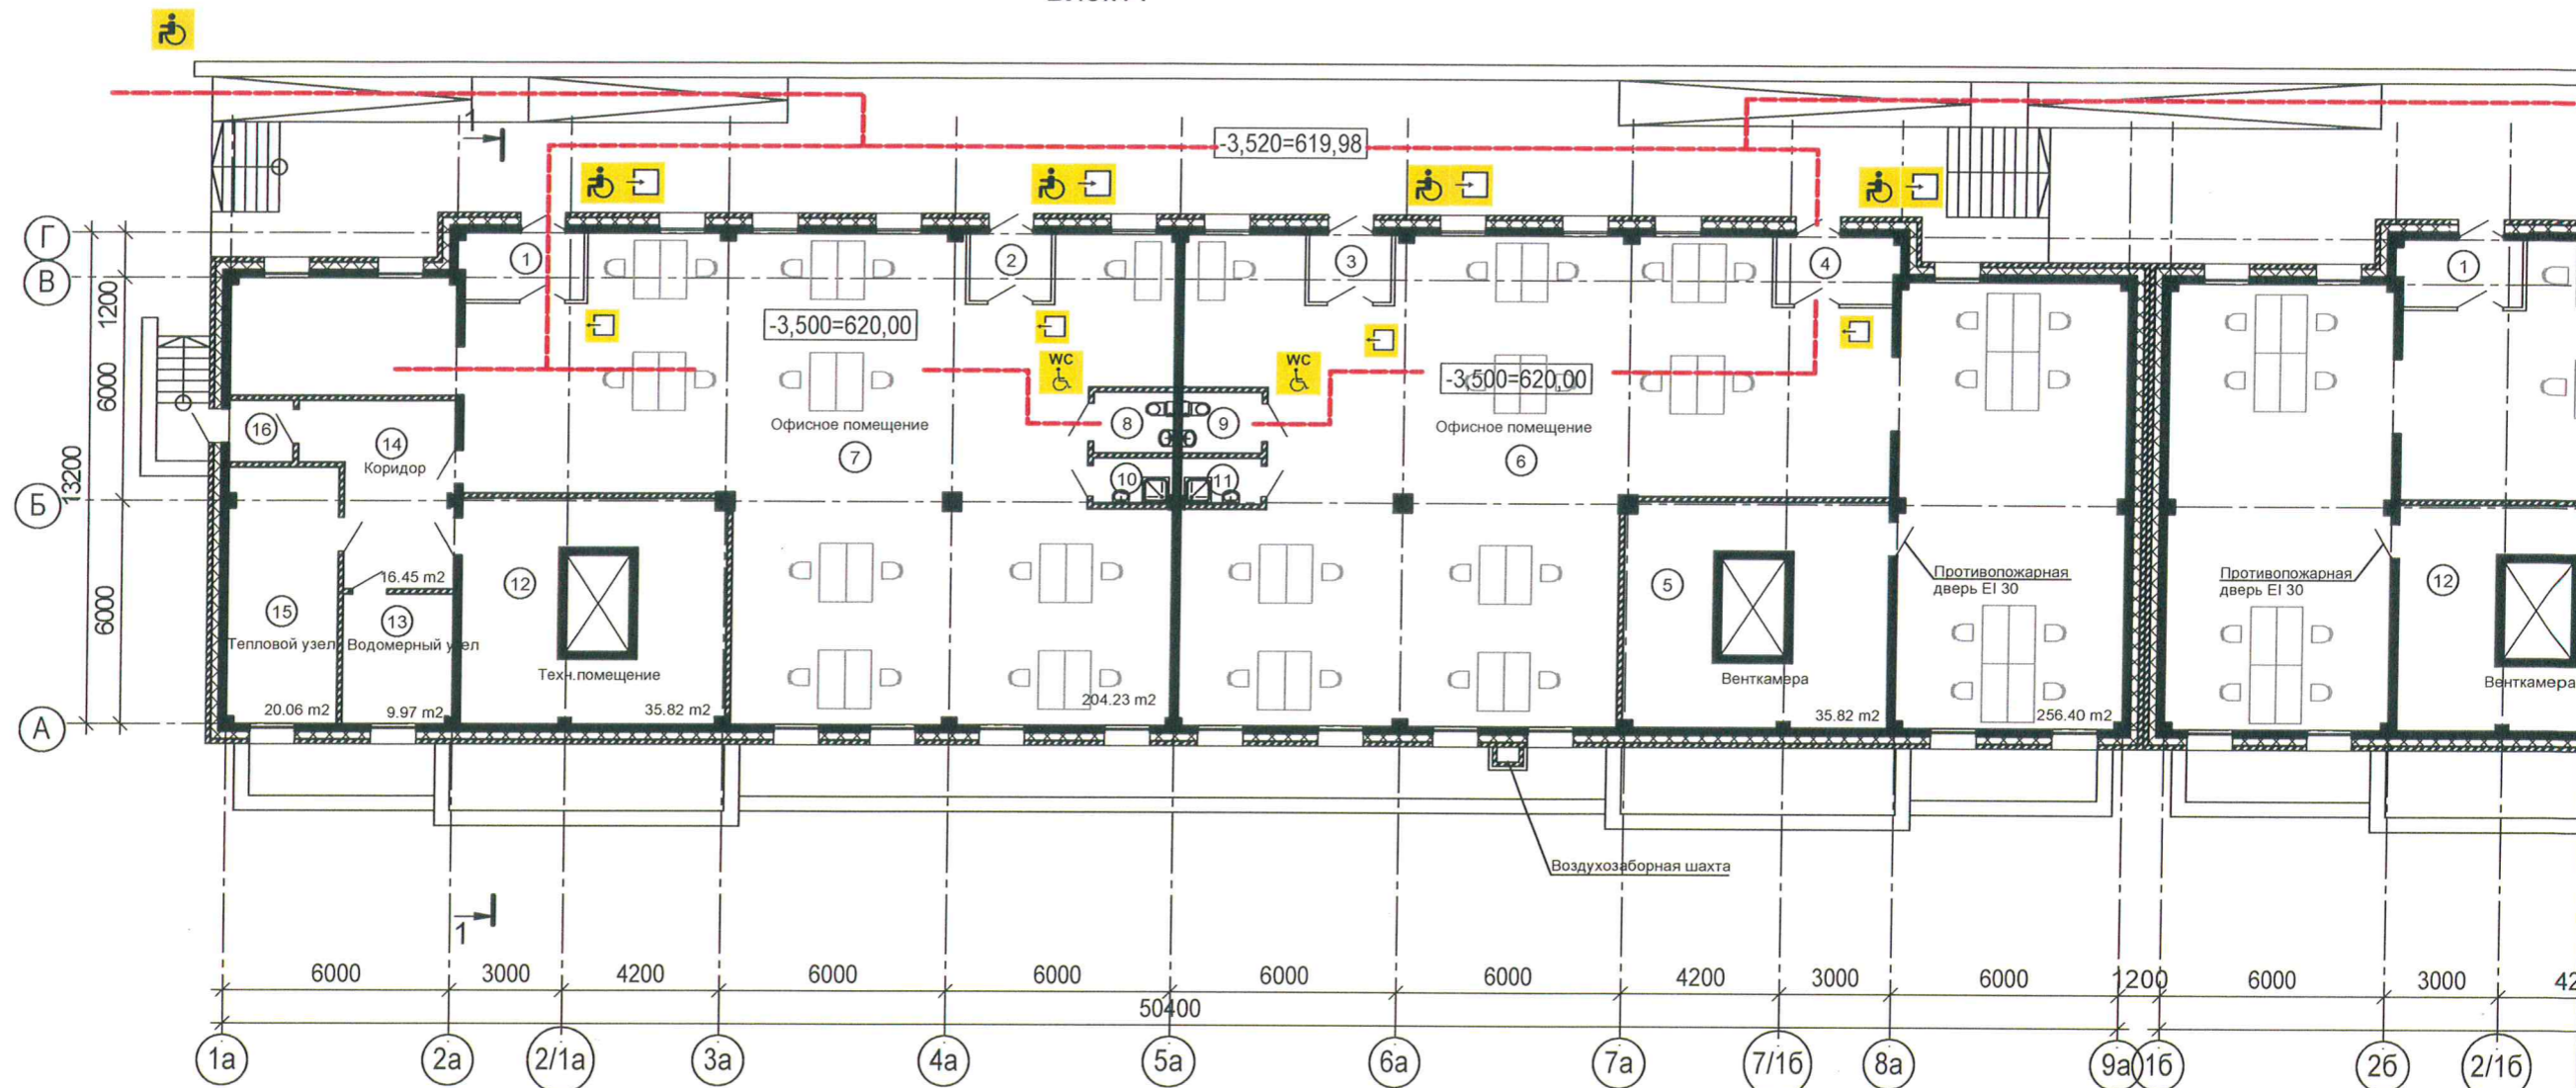 1
-3,520=619,98
Г
В
1
2
3
4
1
1200
-3,500=620,00
WC
WC
-3,500=620,00
6000
13200
16
14
Коридор
8
9
Офисное помещение
7
Офисное помещение
6
10
11
Б
6000
16.45 m2
12
5
Противопожарная
дверь EI 30
Противопожарная
дверь EI 30
12
15
13
Тепловой узел
Водомерный узел
Техн.помещение
Венткамера
Венткамера
20.06 m2
9.97 m2
35.82 m2
204.23 m2
35.82 m2
256.40 m2
А
Воздухозаборная шахта
1
6000
3000
4200
6000
6000
6000
6000
4200
3000
6000
1200
6000
3000
42
50400
1а
2а
2/1а
3а
4а
5а
6а
7а
7/1б
8а
9а
1б
2б
2/1б